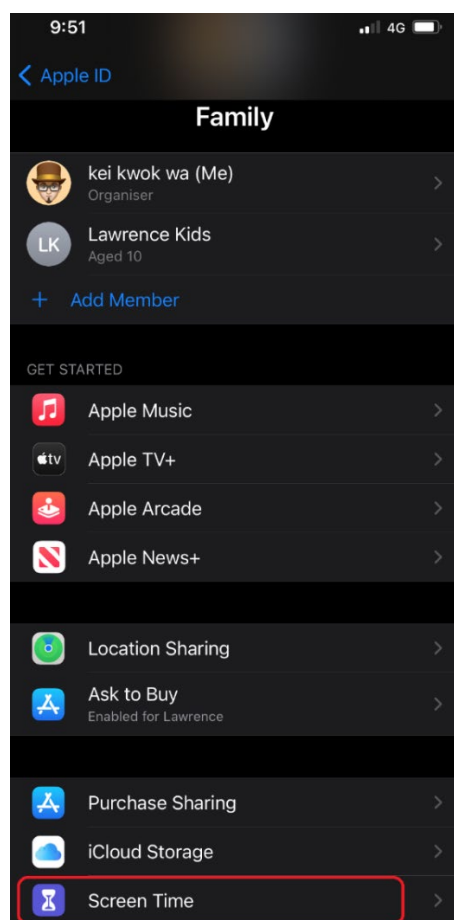 9:51
4G
Apple ID
Family
kei kwok wa (Me)
Organiser
LK
Lawrence Kids
Aged 10
+ Add Member
GET STARTED
Apple Music
tv
Apple TV+
Apple Arcade
Apple News+
Location Sharing
Ask to Buy
Enabled for Lawrence
Purchase Sharing
iCloud Storage
Screen Time